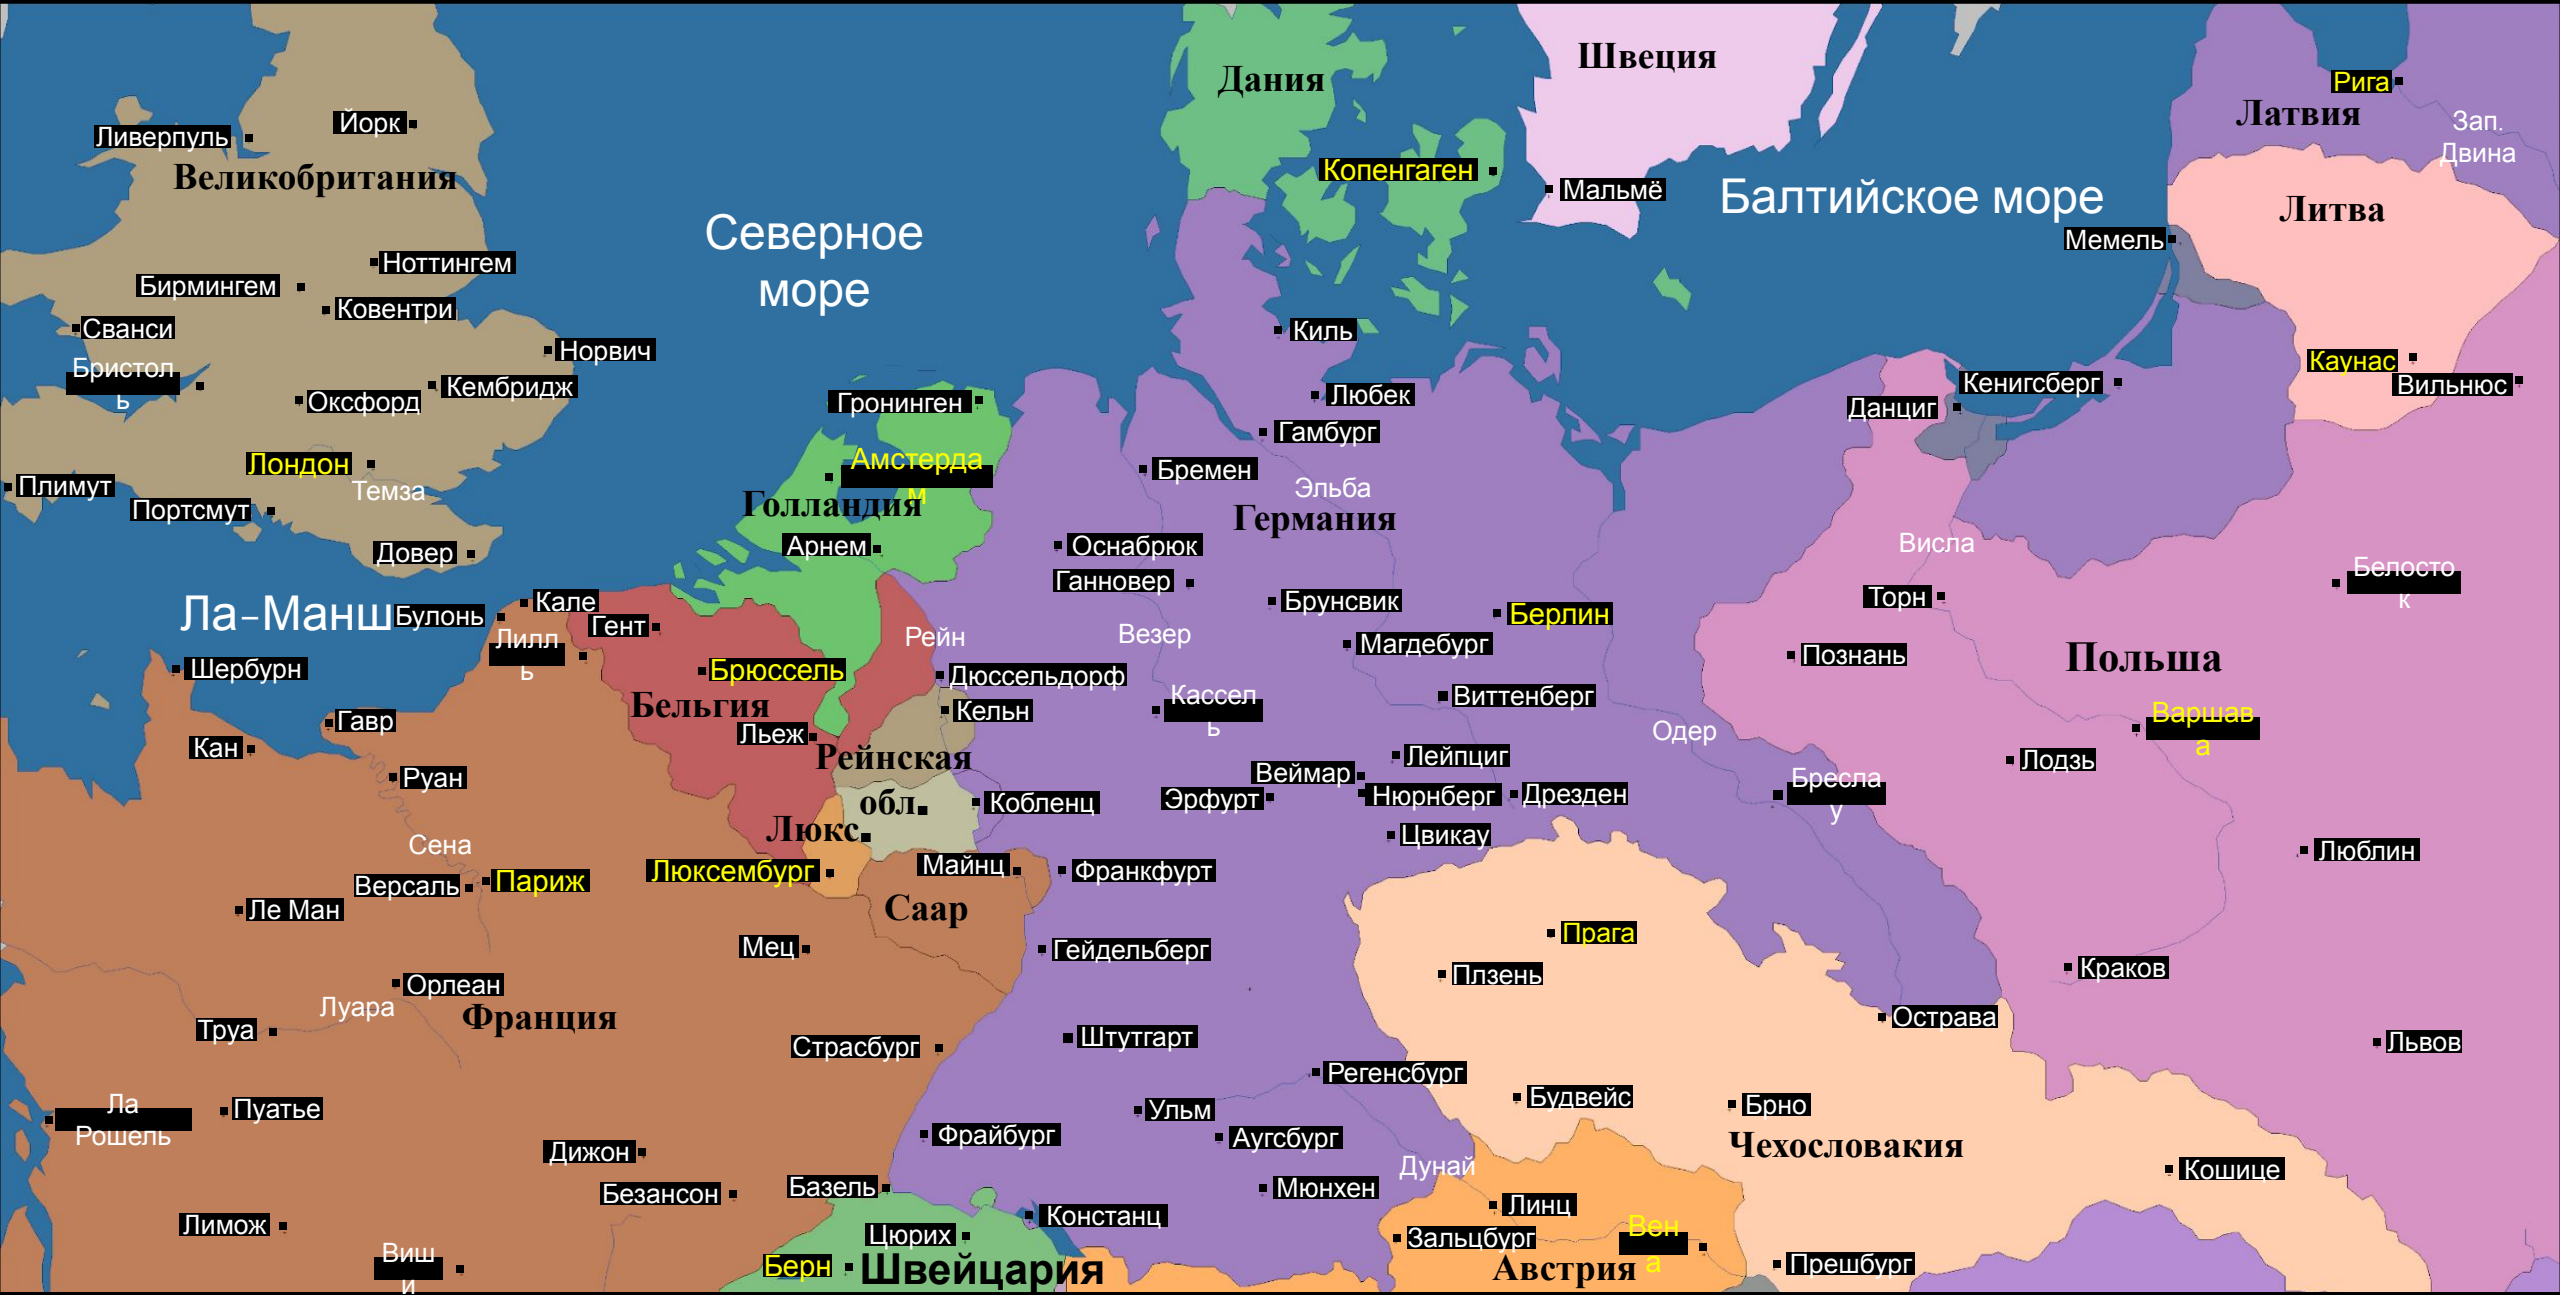 Швеция
Дания
Рига
Латвия
Зап.
Двина
Йорк
Ливерпуль
Великобритания
Копенгаген
Мальмё
Балтийское море
Литва
Северное
море
Мемель
Ноттингем
Бирмингем
Ковентри
Сванси
Киль
Норвич
Бристол
ь
Каунас
Кенигсберг
Вильнюс
Кембридж
Оксфорд
Гронинген
Любек
Данциг
Гамбург
Лондон
Амстерда
м
Бремен
Плимут
Темза
Эльба
Портсмут
Голландия
Германия
Довер
Арнем
Оснабрюк
Висла
Ганновер
Белосто
к
Ла-Манш
Булонь
Кале
Гент
Брунсвик
Берлин
Торн
Лилл
ь
Рейн
Везер
Магдебург
Познань
Польша
Шербурн
Брюссель
Дюссельдорф
Бельгия
Кассел
ь
Виттенберг
Гавр
Кельн
Варшав
а
Кан
Льеж
Одер
Рейнская
обл.
Лейпциг
Лодзь
Руан
Веймар
Бресла
у
Эрфурт
Нюрнберг
Дрезден
Кобленц
Люкс.
Цвикау
Сена
Люблин
Люксембург
Майнц
Франкфурт
Версаль
Париж
Ле Ман
Саар
Прага
Мец
Гейдельберг
Плзень
Краков
Орлеан
Луара
Франция
Острава
Труа
Страсбург
Штутгарт
Львов
Регенсбург
Ла
Рошель
Пуатье
Ульм
Будвейс
Брно
Фрайбург
Аугсбург
Чехословакия
Дижон
Дунай
Кошице
Безансон
Базель
Мюнхен
Лимож
Констанц
Линц
Цюрих
Зальцбург
Вен
а
Виш
и
Берн
Швейцария
Австрия
Прешбург